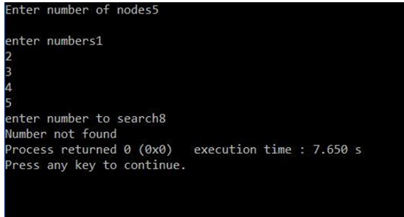 Enter number of nodes5
enter numbers1
2
3
4
5
enter number to search8
Number not found
Process returned 0 (0x0)   execution time : 7.650 s
Press any key to continue.